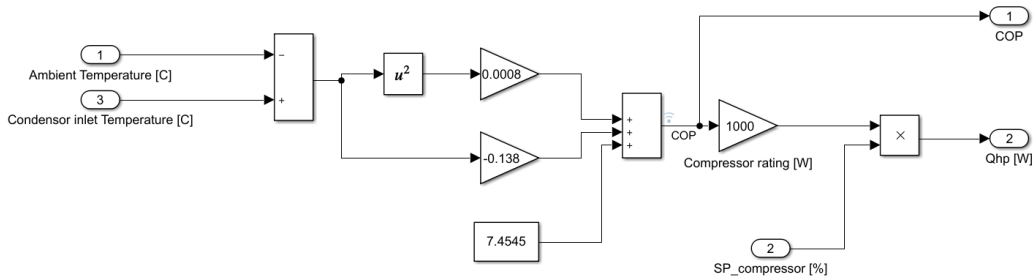 1
COP
1
Ambient Temperature [C]
−
u²
0.0008
3
Condensor inlet Temperature [C]
+
+
+
+
COP
1000
Compressor rating [W]
×
2
Qhp [W]
-0.138
7.4545
2
SP_compressor [%]